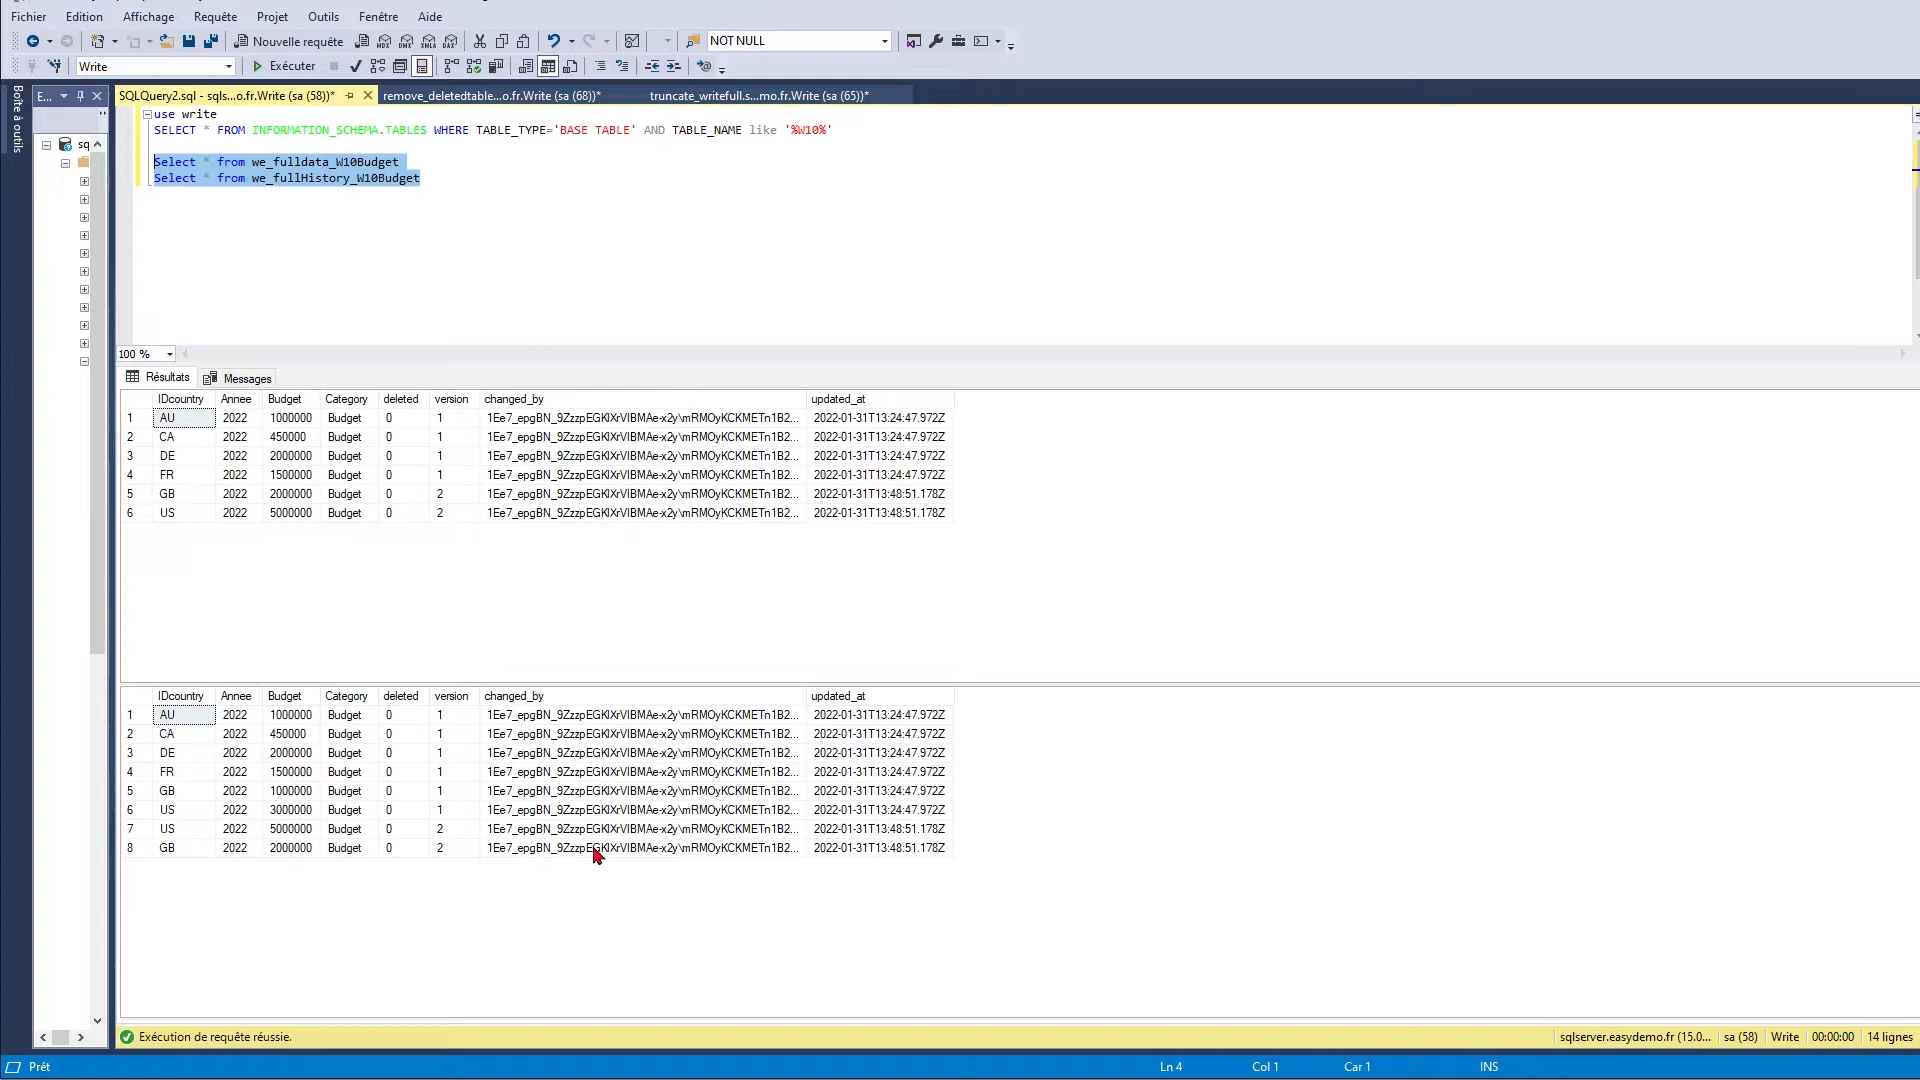 Fichier Edition Affichage Requête Projet Outils Fenêtre Aide
Nouvelle requête MDX DMX XMLA DAX NOT NULL
Write Exécuter
Boîte à outils
E...
SQLQuery2.sql - sqls...o.fr.Write (sa (58))* remove_deletedtable...o.fr.Write (sa (68))* truncate_writefull.s...mo.fr.Write (sa (65))*
sq
use write
SELECT * FROM INFORMATION_SCHEMA.TABLES WHERE TABLE_TYPE='BASE TABLE' AND TABLE_NAME like '%W10%'
Select * from we_fulldata_W10Budget
Select * from we_fullHistory_W10Budget
100 %
Résultats Messages
IDcountry Annee Budget Category deleted version changed_by updated_at
1 AU 2022 1000000 Budget 0 1 1Ee7_epgBN_9ZzzpEGKlXrVIBMAe-x2y\mRMOyKCKMETn1B2... 2022-01-31T13:24:47.972Z
2 CA 2022 450000 Budget 0 1 1Ee7_epgBN_9ZzzpEGKlXrVIBMAe-x2y\mRMOyKCKMETn1B2... 2022-01-31T13:24:47.972Z
3 DE 2022 2000000 Budget 0 1 1Ee7_epgBN_9ZzzpEGKlXrVIBMAe-x2y\mRMOyKCKMETn1B2... 2022-01-31T13:24:47.972Z
4 FR 2022 1500000 Budget 0 1 1Ee7_epgBN_9ZzzpEGKlXrVIBMAe-x2y\mRMOyKCKMETn1B2... 2022-01-31T13:24:47.972Z
5 GB 2022 2000000 Budget 0 2 1Ee7_epgBN_9ZzzpEGKlXrVIBMAe-x2y\mRMOyKCKMETn1B2... 2022-01-31T13:48:51.178Z
6 US 2022 5000000 Budget 0 2 1Ee7_epgBN_9ZzzpEGKlXrVIBMAe-x2y\mRMOyKCKMETn1B2... 2022-01-31T13:48:51.178Z
IDcountry Annee Budget Category deleted version changed_by updated_at
1 AU 2022 1000000 Budget 0 1 1Ee7_epgBN_9ZzzpEGKlXrVIBMAe-x2y\mRMOyKCKMETn1B2... 2022-01-31T13:24:47.972Z
2 CA 2022 450000 Budget 0 1 1Ee7_epgBN_9ZzzpEGKlXrVIBMAe-x2y\mRMOyKCKMETn1B2... 2022-01-31T13:24:47.972Z
3 DE 2022 2000000 Budget 0 1 1Ee7_epgBN_9ZzzpEGKlXrVIBMAe-x2y\mRMOyKCKMETn1B2... 2022-01-31T13:24:47.972Z
4 FR 2022 1500000 Budget 0 1 1Ee7_epgBN_9ZzzpEGKlXrVIBMAe-x2y\mRMOyKCKMETn1B2... 2022-01-31T13:24:47.972Z
5 GB 2022 1000000 Budget 0 1 1Ee7_epgBN_9ZzzpEGKlXrVIBMAe-x2y\mRMOyKCKMETn1B2... 2022-01-31T13:24:47.972Z
6 US 2022 3000000 Budget 0 1 1Ee7_epgBN_9ZzzpEGKlXrVIBMAe-x2y\mRMOyKCKMETn1B2... 2022-01-31T13:24:47.972Z
7 US 2022 5000000 Budget 0 2 1Ee7_epgBN_9ZzzpEGKlXrVIBMAe-x2y\mRMOyKCKMETn1B2... 2022-01-31T13:48:51.178Z
8 GB 2022 2000000 Budget 0 2 1Ee7_epgBN_9ZzzpEGKlXrVIBMAe-x2y\mRMOyKCKMETn1B2... 2022-01-31T13:48:51.178Z
Exécution de requête réussie. sqlserver.easydemo.fr (15.0... sa (58) Write 00:00:00 14 lignes
Prêt Ln 4 Col 1 Car 1 INS